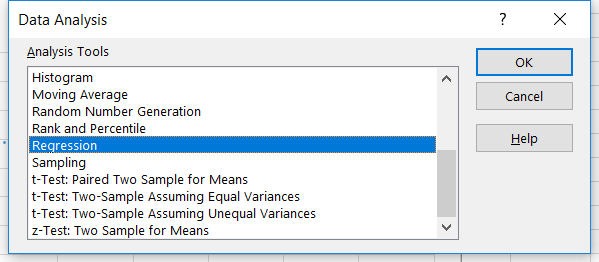 Data Analysis
?
Analysis Tools
Histogram
Moving Average
Random Number Generation
Rank and Percentile
Regression
Sampling
t-Test: Paired Two Sample for Means
t-Test: Two-Sample Assuming Equal Variances
t-Test: Two-Sample Assuming Unequal Variances
z-Test: Two Sample for Means
OK
Cancel
Help